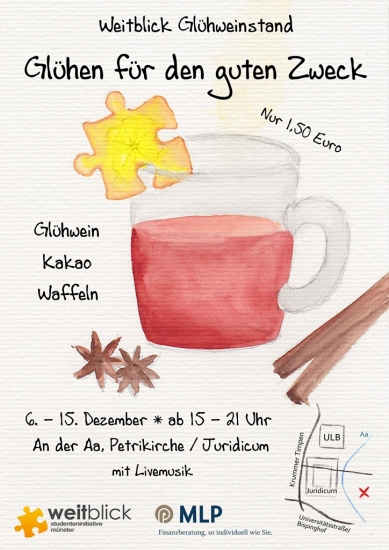 Weitblick Glühweinstand
Glühen für den guten Zweck
Nur 1,50 Euro
Glühwein
Kakao
Waffeln
6. – 15. Dezember * ab 15 – 21 Uhr
An der Aa, Petrikirche / Juridicum
mit Livemusik
Krummer Timpen
ULB
Aa
Juridicum
Universitätsstraße/
Bispinghof
weitblick
studenteninitiative
münster
MLP
Finanzberatung, so individuell wie Sie.